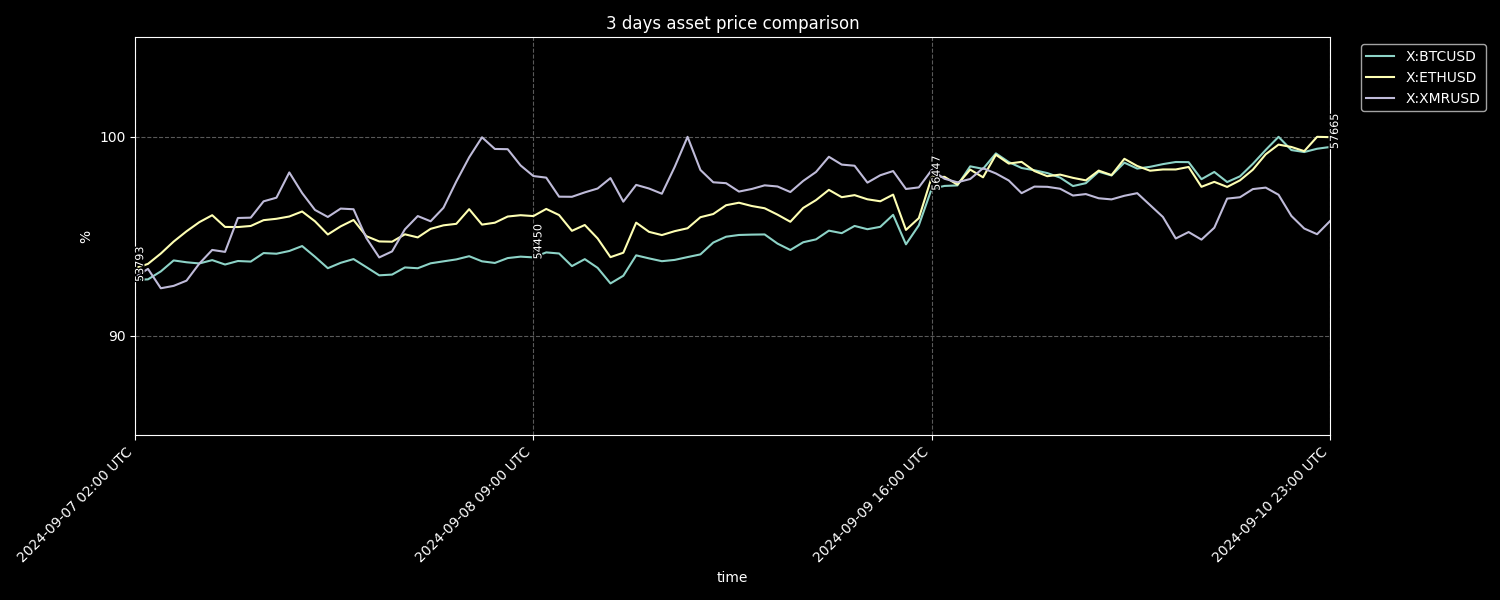 3 days asset price comparison
X:BTCUSD
X:ETHUSD
X:XMRUSD
100
90
%
53793
54450
56447
57665
2024-09-07 02:00 UTC
2024-09-08 09:00 UTC
2024-09-09 16:00 UTC
2024-09-10 23:00 UTC
time